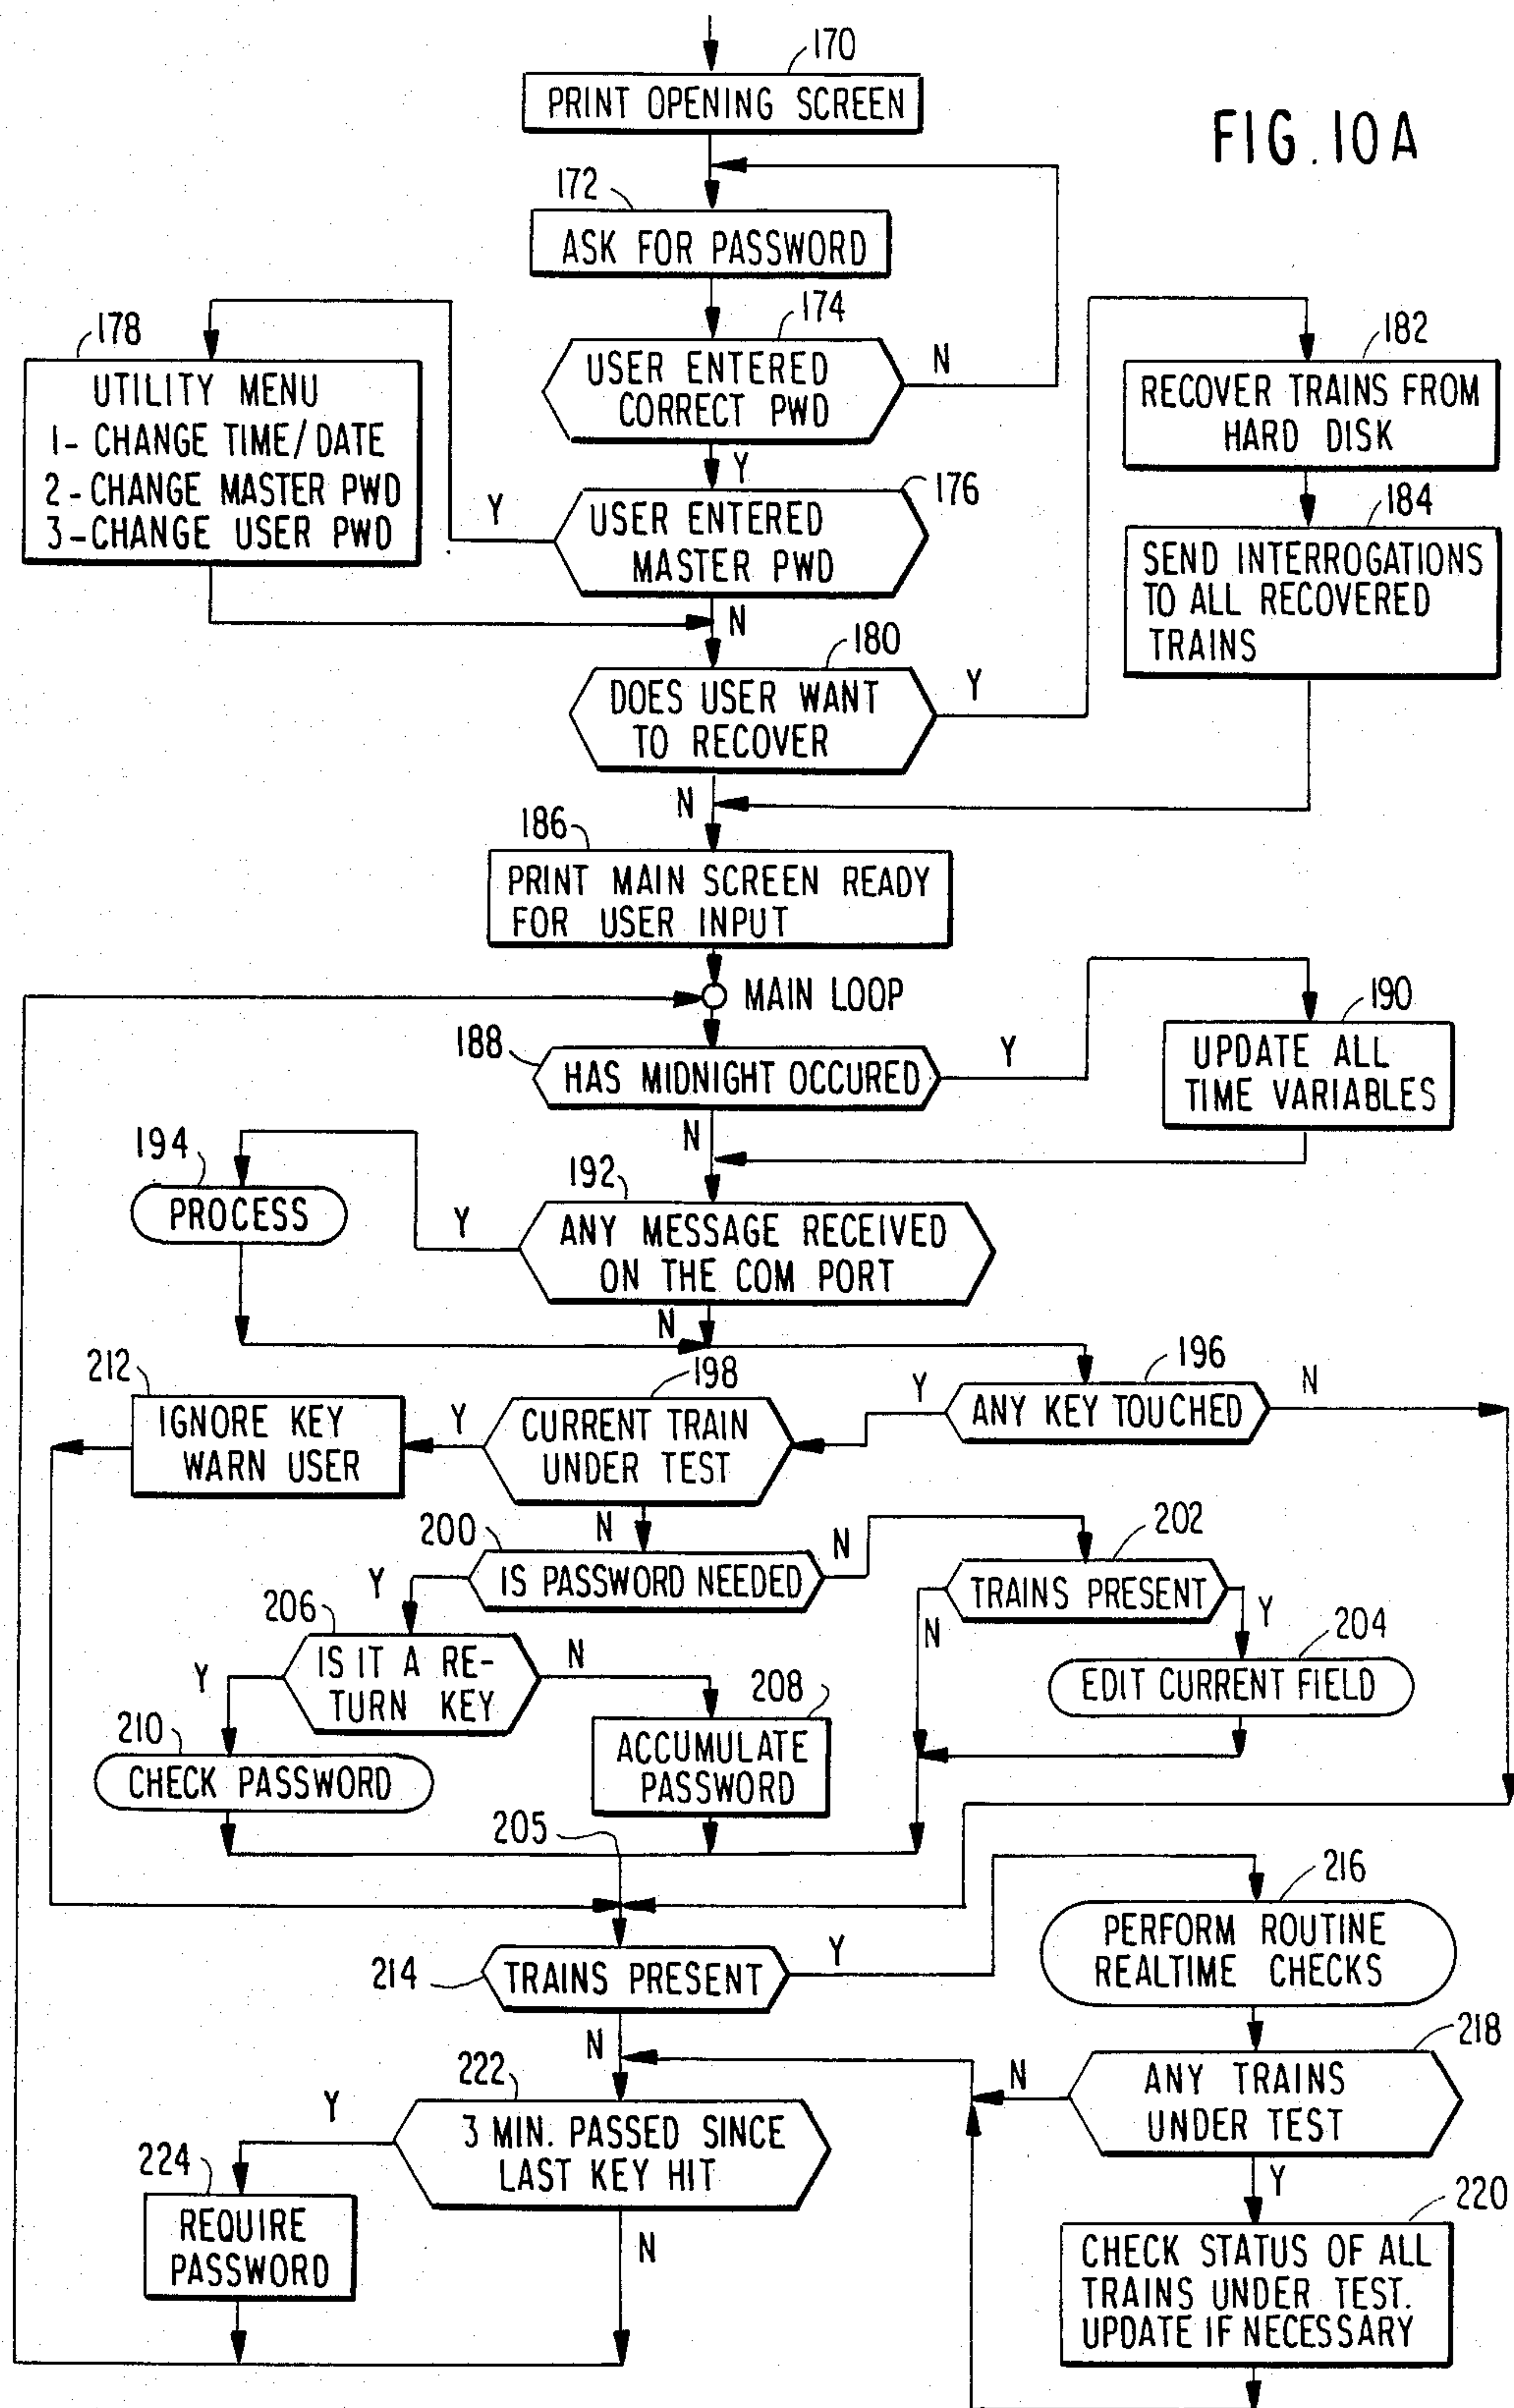 170
PRINT OPENING SCREEN
FIG. 10A
172
ASK FOR PASSWORD
174
USER ENTERED
CORRECT PWD
N
Y
178
UTILITY MENU
1- CHANGE TIME/DATE
2 - CHANGE MASTER PWD
3 - CHANGE USER PWD
176
USER ENTERED
MASTER PWD
Y
N
182
RECOVER TRAINS FROM
HARD DISK
184
SEND INTERROGATIONS
TO ALL RECOVERED
TRAINS
180
DOES USER WANT
TO RECOVER
Y
N
186
PRINT MAIN SCREEN READY
FOR USER INPUT
MAIN LOOP
188
HAS MIDNIGHT OCCURED
Y
N
190
UPDATE ALL
TIME VARIABLES
194
PROCESS
192
ANY MESSAGE RECEIVED
ON THE COM PORT
Y
N
196
ANY KEY TOUCHED
Y
N
198
CURRENT TRAIN
UNDER TEST
Y
N
212
IGNORE KEY
WARN USER
200
IS PASSWORD NEEDED
Y
N
202
TRAINS PRESENT
N
Y
204
EDIT CURRENT FIELD
206
IS IT A RE-
TURN KEY
Y
N
208
ACCUMULATE
PASSWORD
210
CHECK PASSWORD
205
214
TRAINS PRESENT
Y
N
216
PERFORM ROUTINE
REALTIME CHECKS
218
ANY TRAINS
UNDER TEST
N
Y
220
CHECK STATUS OF ALL
TRAINS UNDER TEST.
UPDATE IF NECESSARY
222
3 MIN. PASSED SINCE
LAST KEY HIT
Y
N
224
REQUIRE
PASSWORD